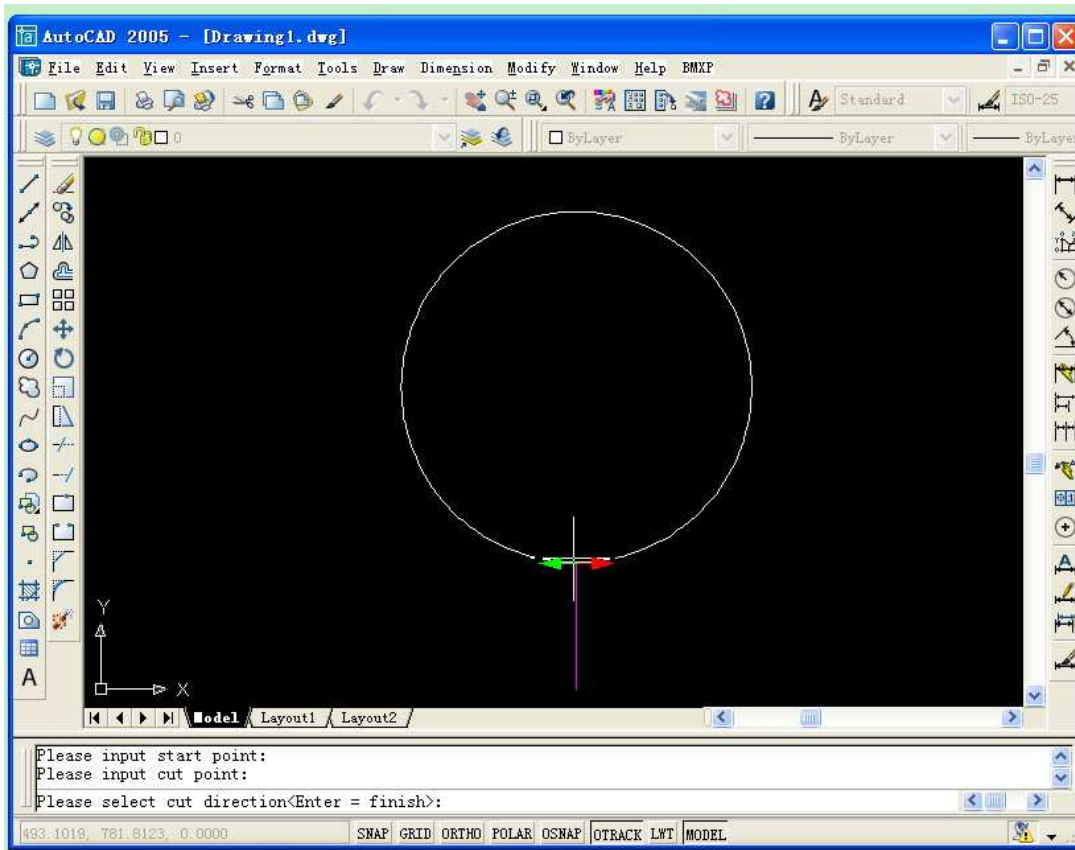 AutoCAD 2005 - [Drawing1.dwg]
File Edit View Insert Format Tools Draw Dimension Modify Window Help BMXP
Standard ISO-25
0 ByLayer ByLayer ByLayer
Y
X
A
Model Layout1 Layout2
Please input start point:
Please input cut point:
Please select cut direction<Enter = finish>:
493.1019, 781.8123, 0.0000 SNAP GRID ORTHO POLAR OSNAP OTRACK LWT MODEL